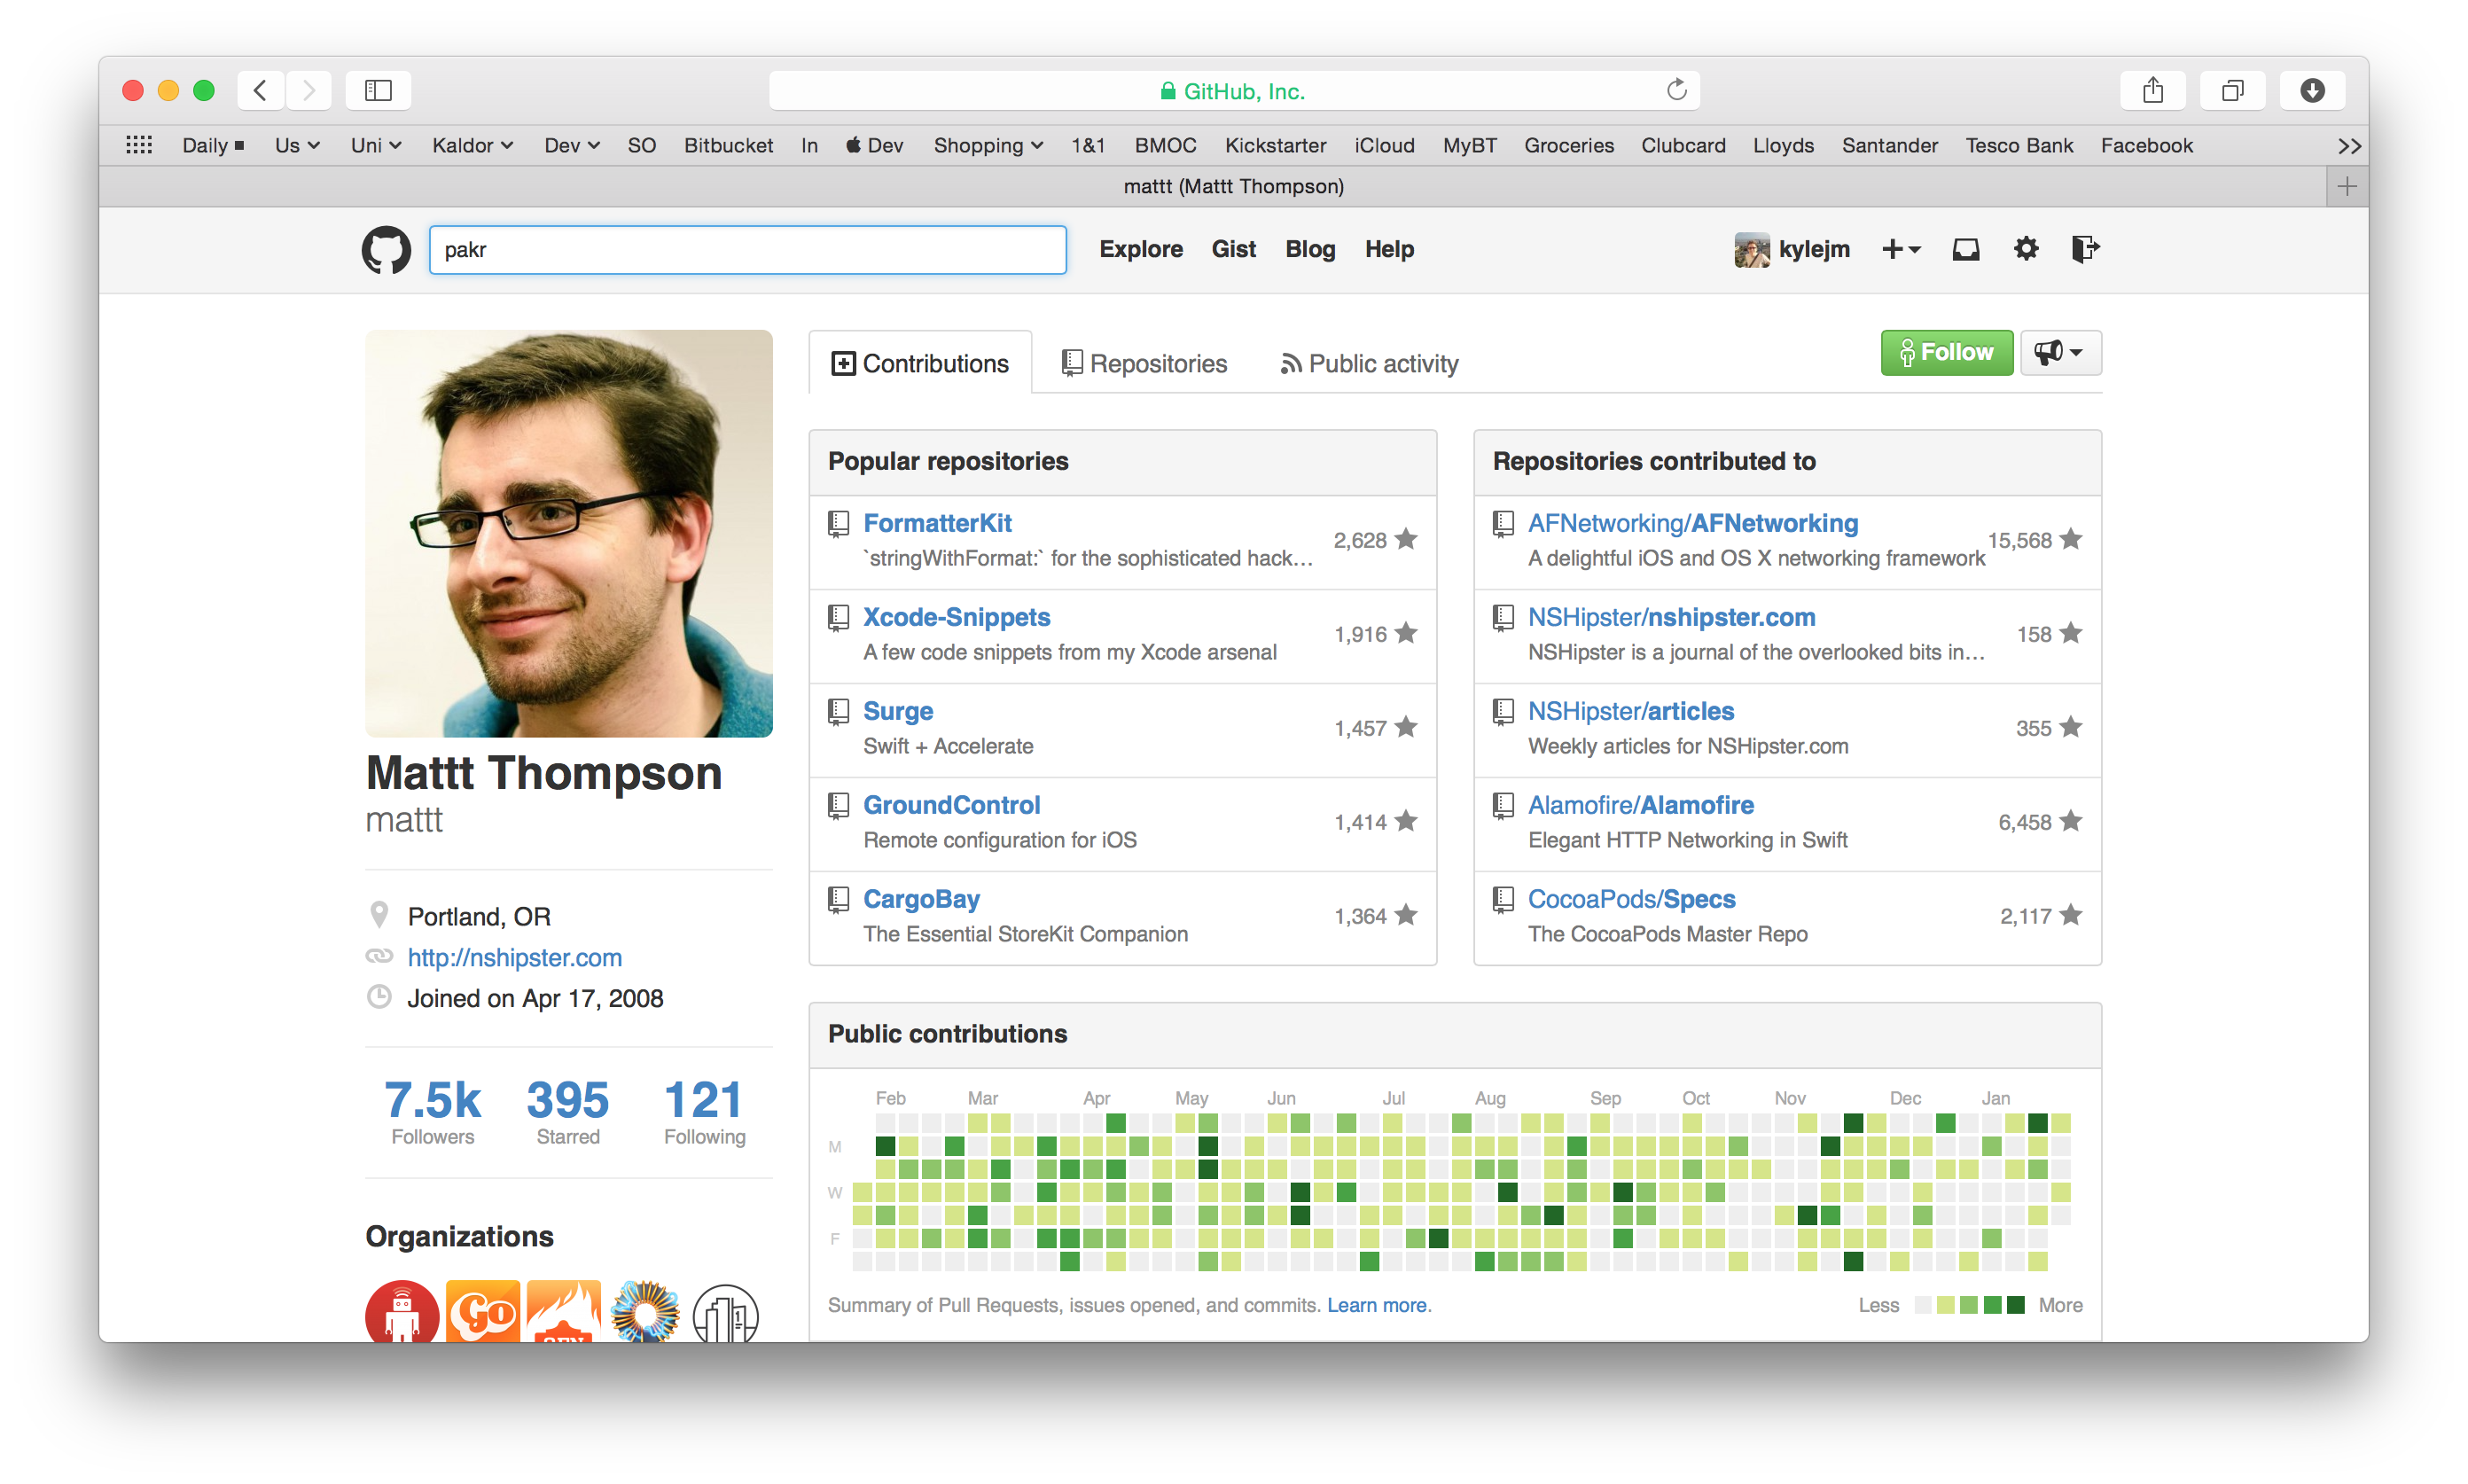 GitHub, Inc.
Daily Us Uni Kaldor Dev SO Bitbucket In Dev Shopping 1&1 BMOC Kickstarter iCloud MyBT Groceries Clubcard Lloyds Santander Tesco Bank Facebook
mattt (Mattt Thompson)
pakr Explore Gist Blog Help kylejm
Contributions Repositories Public activity Follow
Popular repositories
FormatterKit
`stringWithFormat:` for the sophisticated hack… 2,628
Xcode-Snippets
A few code snippets from my Xcode arsenal 1,916
Surge
Swift + Accelerate 1,457
GroundControl
Remote configuration for iOS 1,414
CargoBay
The Essential StoreKit Companion 1,364
Repositories contributed to
AFNetworking/AFNetworking
A delightful iOS and OS X networking framework 15,568
NSHipster/nshipster.com
NSHipster is a journal of the overlooked bits in… 158
NSHipster/articles
Weekly articles for NSHipster.com 355
Alamofire/Alamofire
Elegant HTTP Networking in Swift 6,458
CocoaPods/Specs
The CocoaPods Master Repo 2,117
Mattt Thompson
mattt
Portland, OR
http://nshipster.com
Joined on Apr 17, 2008
7.5k 395 121
Followers Starred Following
Organizations
Go
Public contributions
Feb Mar Apr May Jun Jul Aug Sep Oct Nov Dec Jan
M
W
F
Summary of Pull Requests, issues opened, and commits. Learn more. Less More